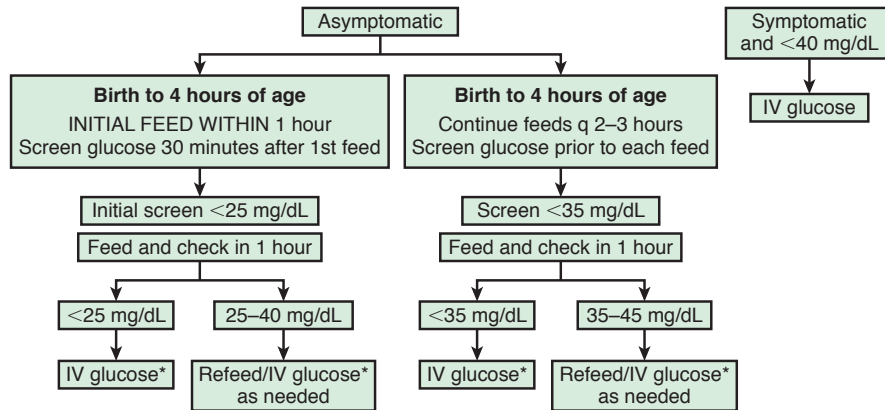 Asymptomatic
Symptomatic
and <40 mg/dL
IV glucose
Birth to 4 hours of age
INITIAL FEED WITHIN 1 hour
Screen glucose 30 minutes after 1st feed
Initial screen <25 mg/dL
Feed and check in 1 hour
<25 mg/dL
25–40 mg/dL
IV glucose*
Refeed/IV glucose*
as needed
Birth to 4 hours of age
Continue feeds q 2–3 hours
Screen glucose prior to each feed
Screen <35 mg/dL
Feed and check in 1 hour
<35 mg/dL
35–45 mg/dL
IV glucose*
Refeed/IV glucose*
as needed